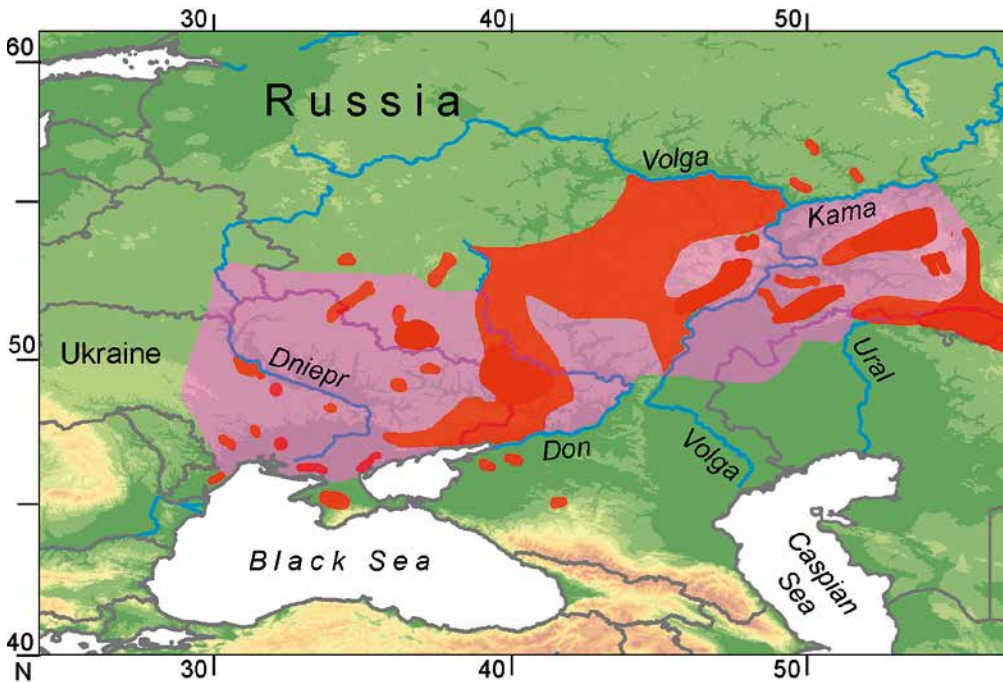 30 40 50
60
Russia
Volga
Kama
50
Ukraine
Dniepr
Ural
Don
Volga
Black Sea
Caspian
Sea
40
N
30 40 50